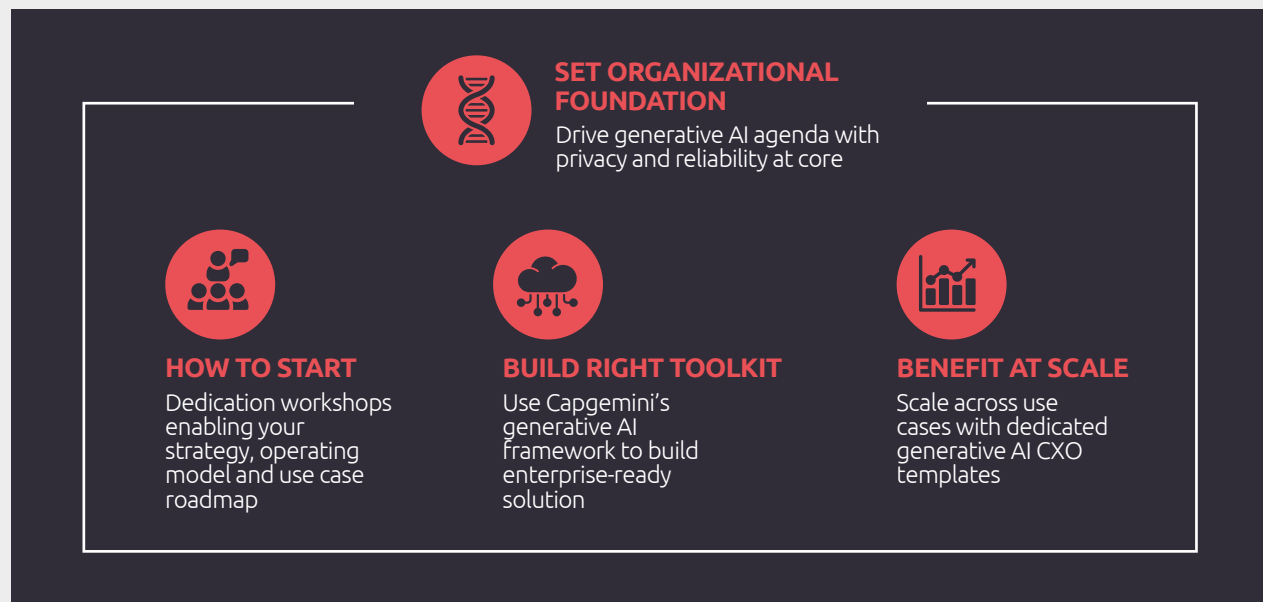 SET ORGANIZATIONAL
FOUNDATION
Drive generative AI agenda with
privacy and reliability at core
HOW TO START
Dedication workshops
enabling your
strategy, operating
model and use case
roadmap
BUILD RIGHT TOOLKIT
Use Capgemini’s
generative AI
framework to build
enterprise-ready
solution
BENEFIT AT SCALE
Scale across use
cases with dedicated
generative AI CXO
templates